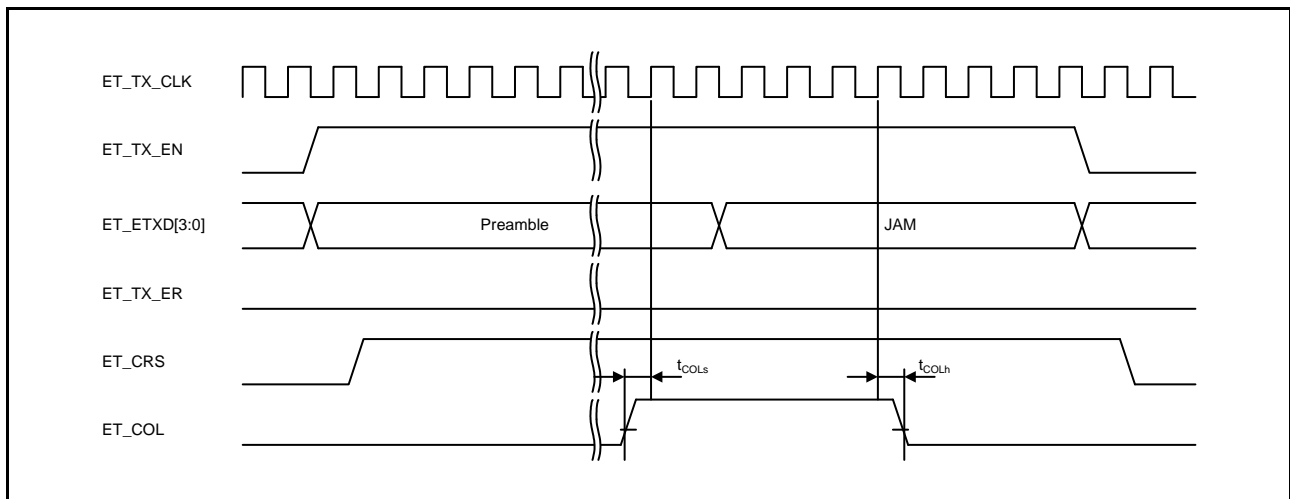 ET_TX_CLK
ET_TX_EN
ET_ETXD[3:0]
Preamble
JAM
ET_TX_ER
ET_CRS
tCOLs
tCOLh
ET_COL